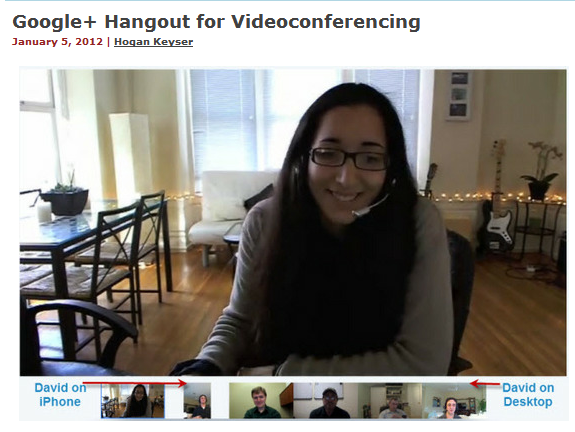 Google+ Hangout for Videoconferencing
January 5, 2012 | Hogan Keyser
David on
iPhone
David on
Desktop